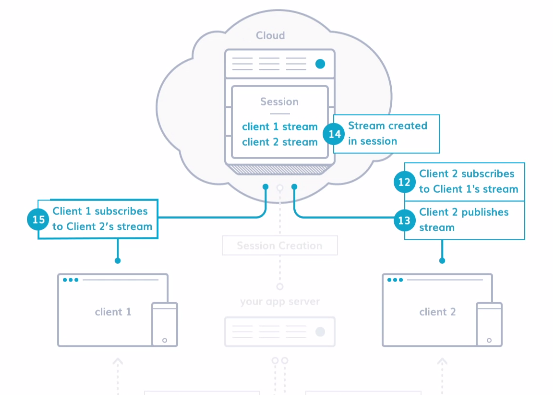 Cloud
Session
client 1 stream
client 2 stream
14
Stream created
in session
12
Client 2 subscribes
to Client 1's stream
13
Client 2 publishes
stream
15
Client 1 subscribes
to Client 2's stream
Session Creation
your app server
client 1
client 2